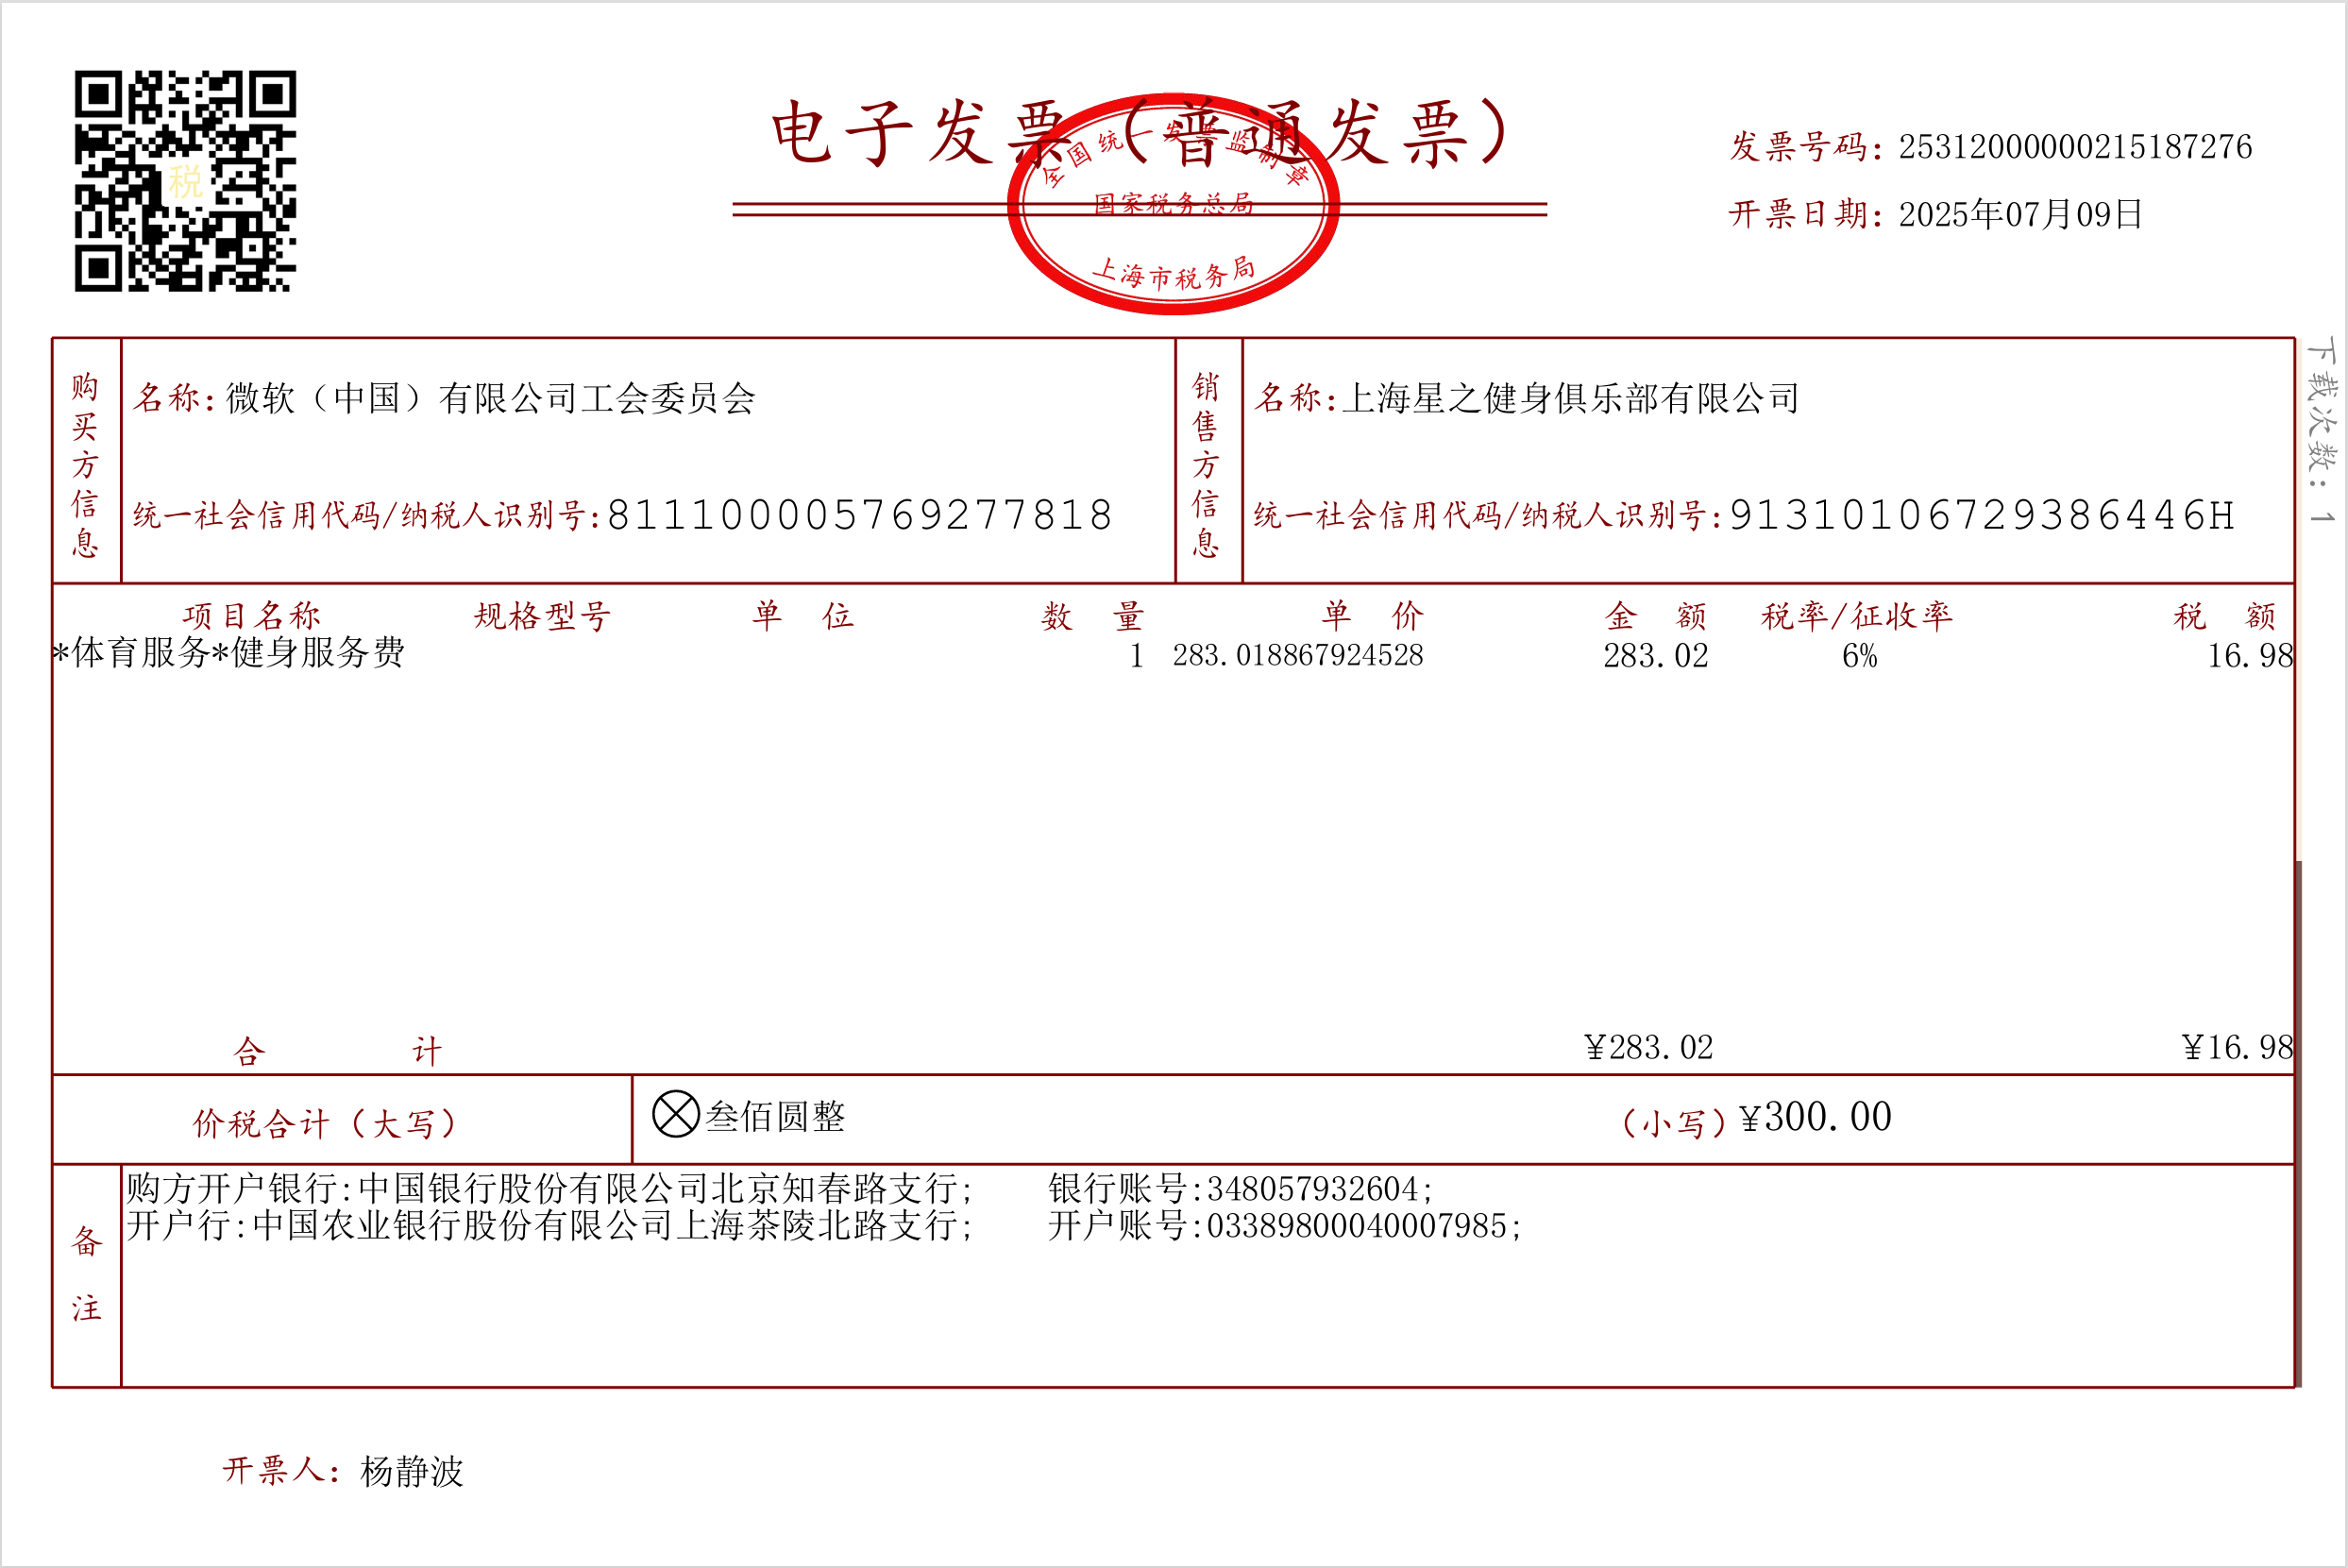 税
电子发票（普通发票）
全国统一发票监制章
国家税务总局
上海市税务局
发票号码：25312000000215187276
开票日期：2025年07月09日
下载次数：1
购买方信息
名称：微软（中国）有限公司工会委员会
统一社会信用代码/纳税人识别号：811100005769277818
销售方信息
名称：上海星之健身俱乐部有限公司
统一社会信用代码/纳税人识别号：91310106729386446H
项目名称 规格型号 单位 数量 单价 金额 税率/征收率 税额
*体育服务*健身服务费 1 283.018867924528 283.02 6% 16.98
合计 ¥283.02 ¥16.98
价税合计（大写） 叁佰圆整 （小写）¥300.00
备注
购方开户银行:中国银行股份有限公司北京知春路支行; 银行账号:348057932604;
开户行:中国农业银行股份有限公司上海茶陵北路支行; 开户账号:03389800040007985;
开票人：杨静波